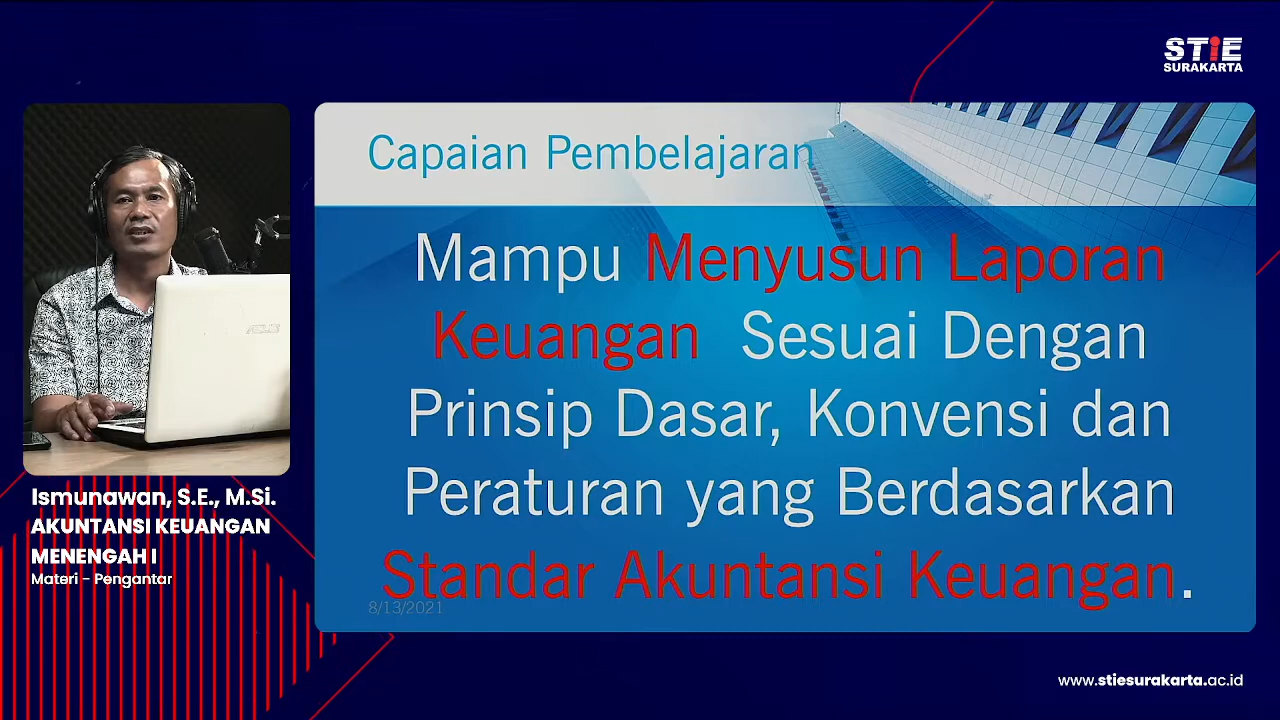 STiE
SURAKARTA
Capaian Pembelajaran
Mampu Menyusun Laporan
Keuangan Sesuai Dengan
Prinsip Dasar, Konvensi dan
Peraturan yang Berdasarkan
Standar Akuntansi Keuangan.
8/13/2021
ASUS
Ismunawan, S.E., M.Si.
AKUNTANSI KEUANGAN
MENENGAH I
Materi - Pengantar
www.stiesurakarta.ac.id